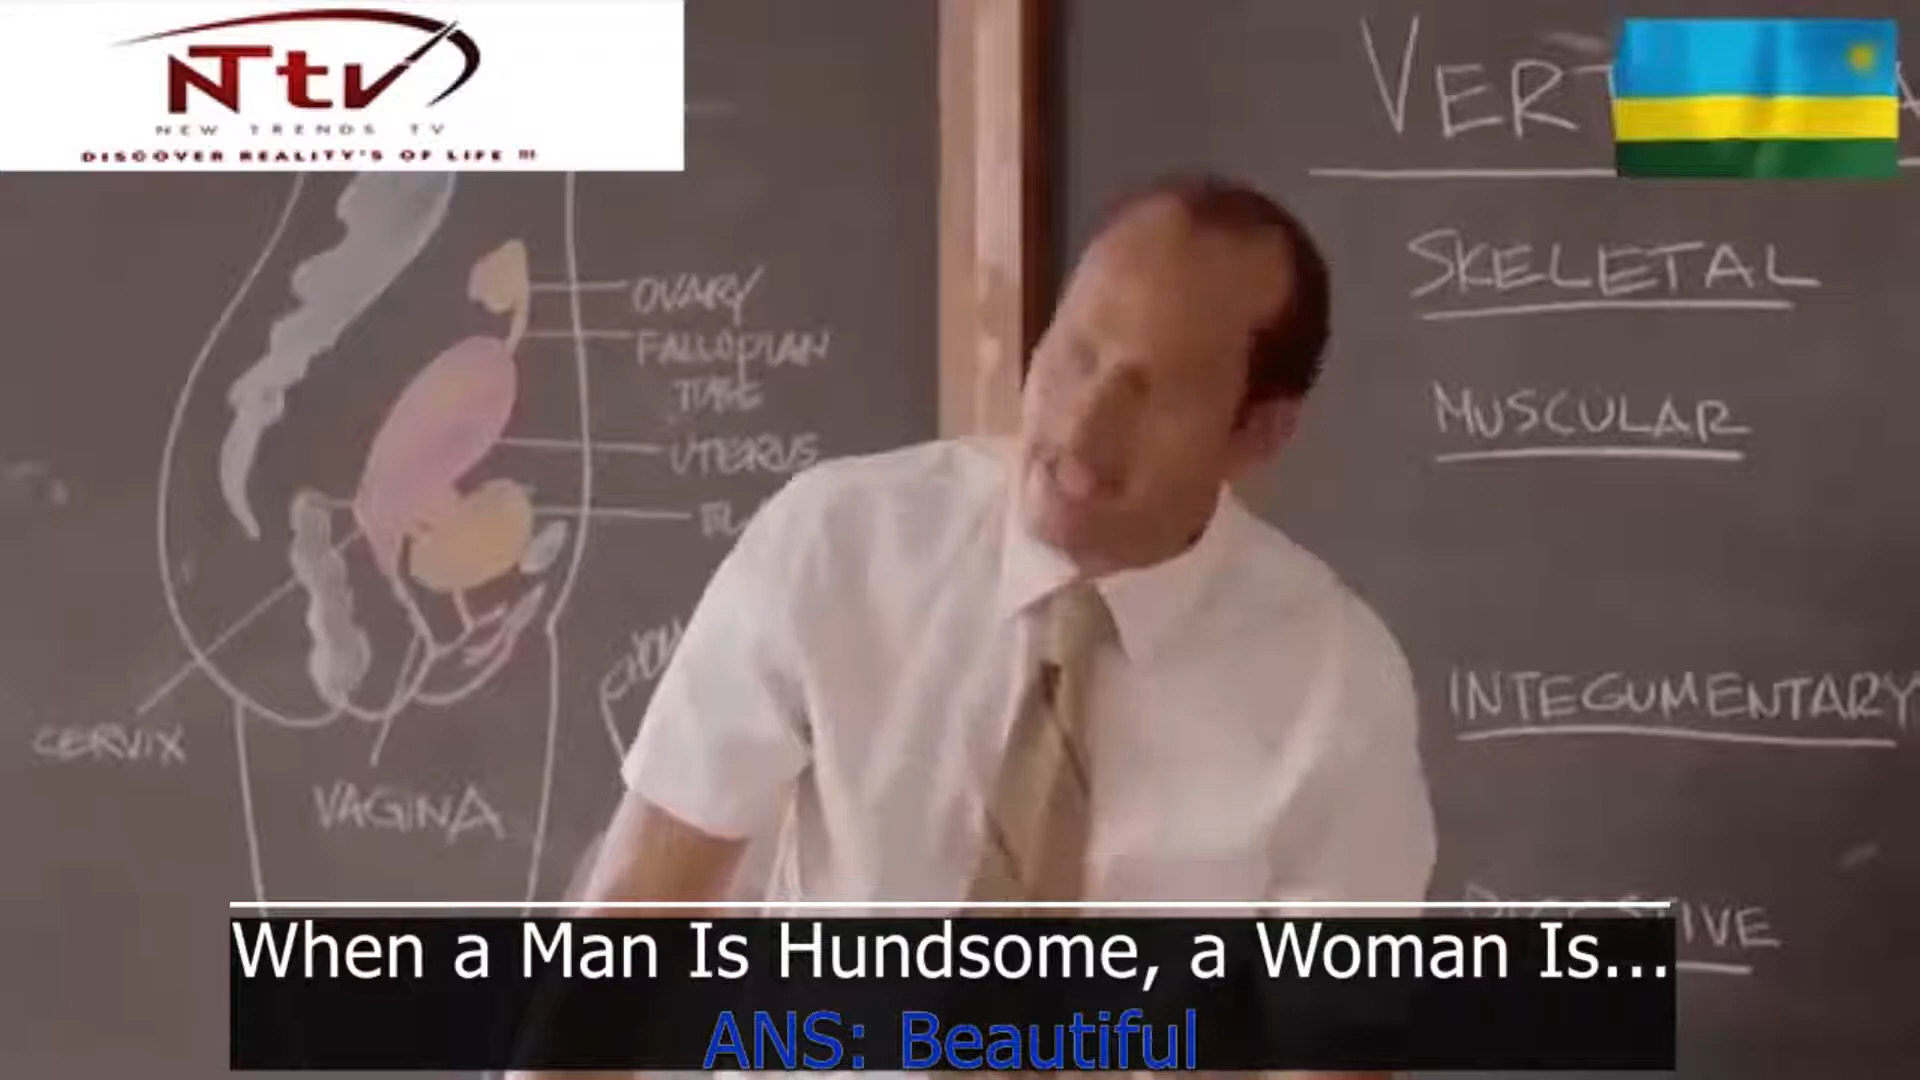 NTtv
NEW TRENDS TV
DISCOVER REALITY'S OF LIFE !!!
VERT
SKELETAL
OVARY
FALLOPIAN
TUBE
MUSCULAR
UTERUS
INTEGUMENTARY
CERVIX
VAGINA
When a Man Is Hundsome, a Woman Is...
ANS: Beautiful